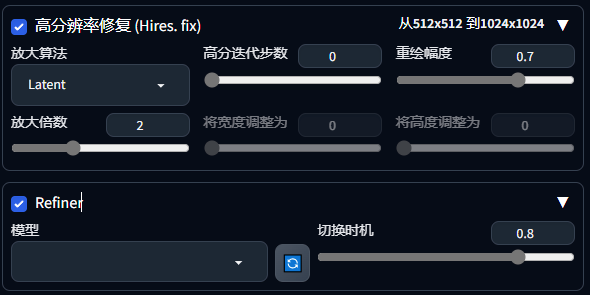 高分辨率修复 (Hires. fix) 从512x512 到1024x1024 ▼
放大算法 高分迭代步数 0 重绘幅度 0.7
Latent
放大倍数 2 将宽度调整为 0 将高度调整为 0
Refiner ▼
模型 切换时机 0.8